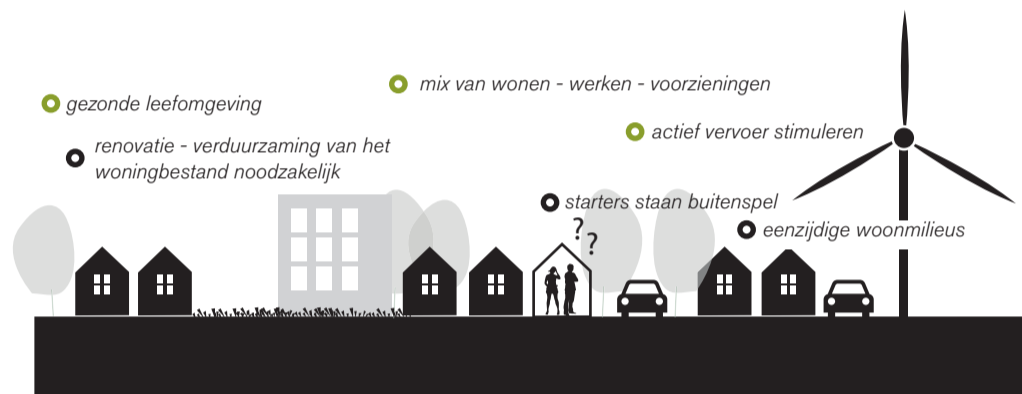 mix van wonen - werken - voorzieningen
gezonde leefomgeving
actief vervoer stimuleren
renovatie - verduurzaming van het
woningbestand noodzakelijk
starters staan buitenspel
?
?
eenzijdige woonmilieus